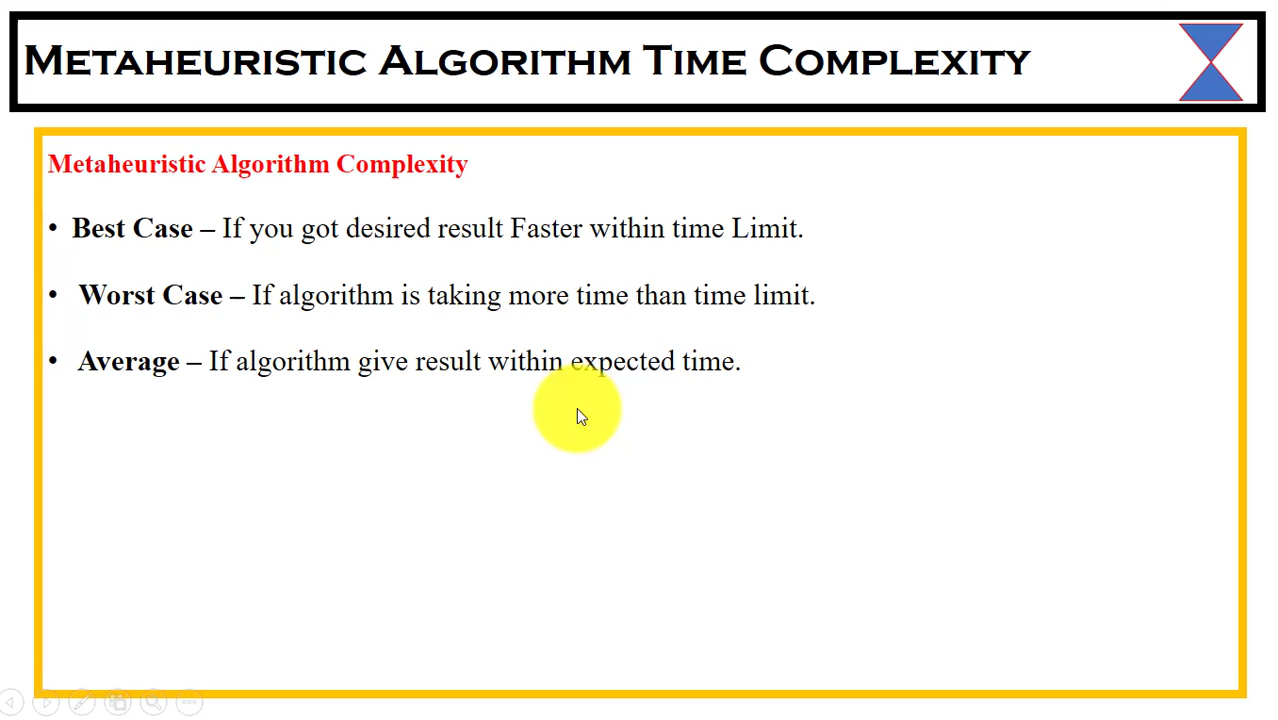 METAHEURISTIC ALGORITHM TIME COMPLEXITY
Metaheuristic Algorithm Complexity
• Best Case – If you got desired result Faster within time Limit.
• Worst Case – If algorithm is taking more time than time limit.
• Average – If algorithm give result within expected time.